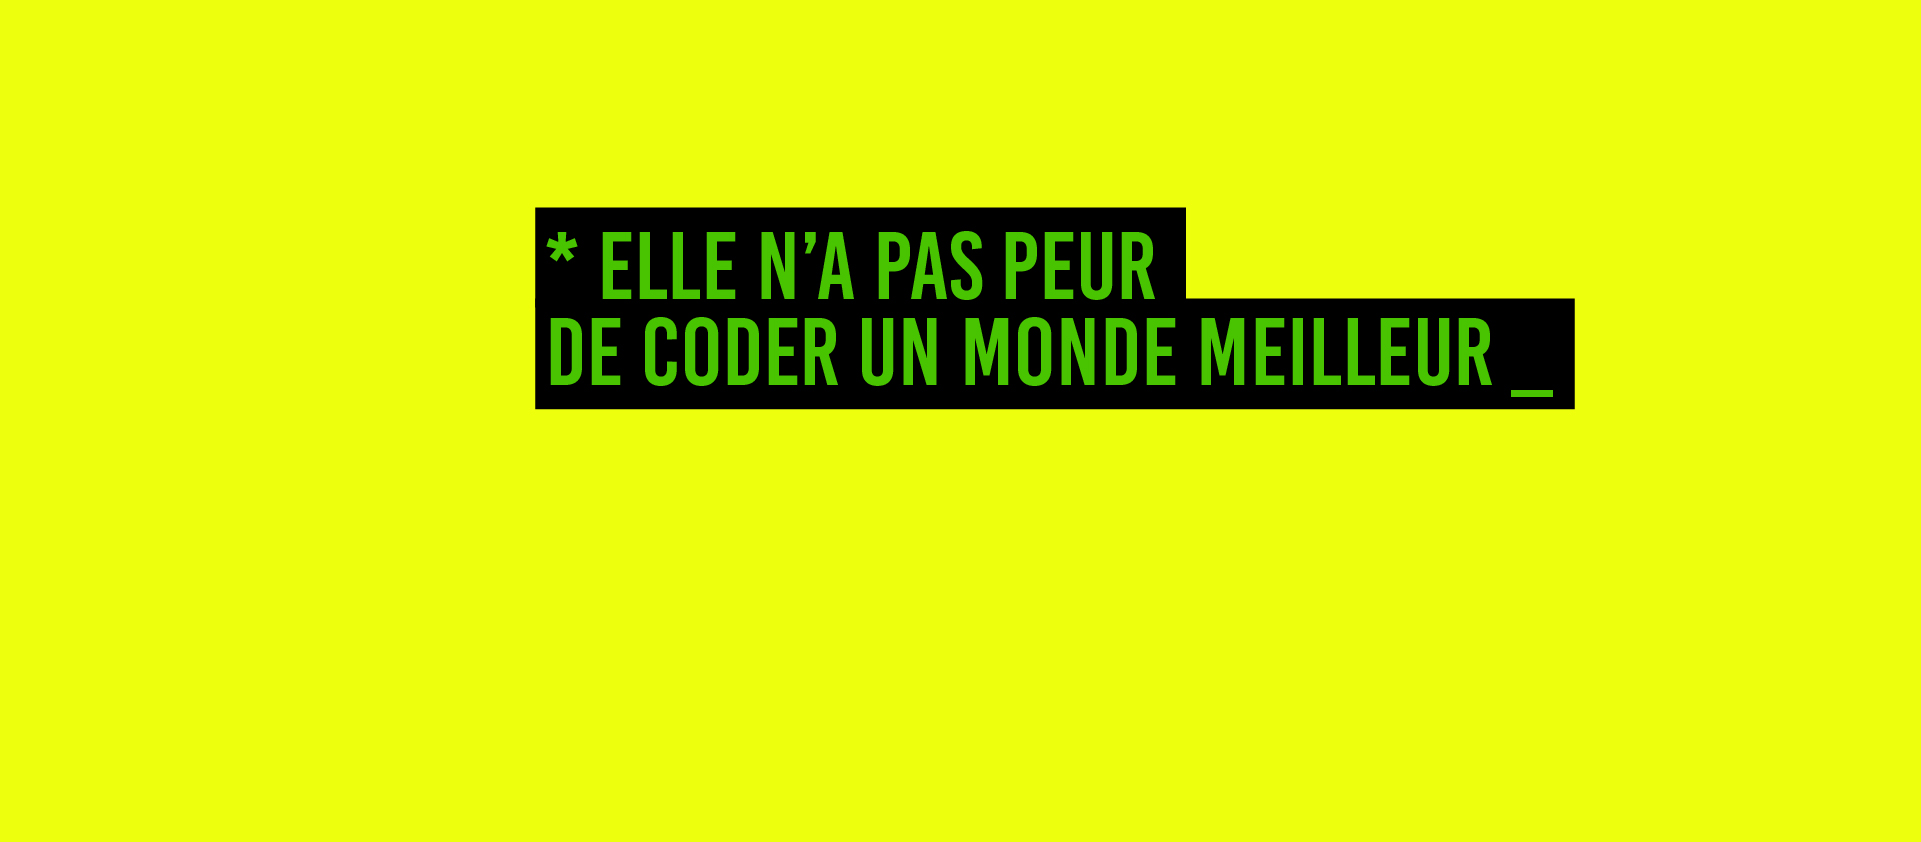 * ELLE N’A PAS PEUR
DE CODER UN MONDE MEILLEUR _